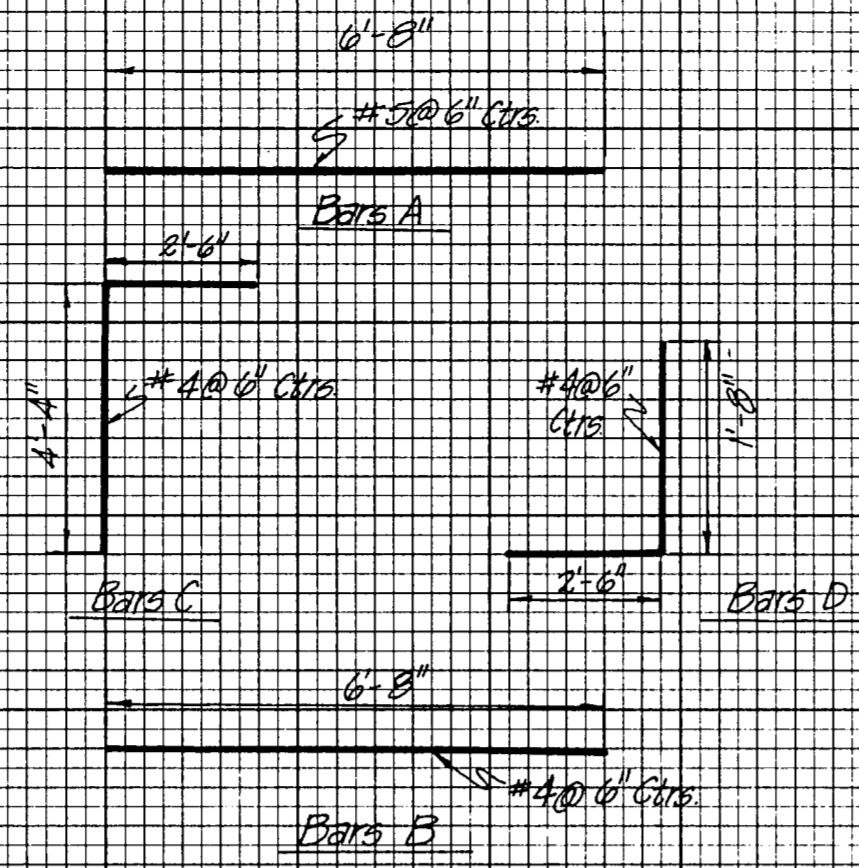 6'-8"
#5@6" Ctrs.
Bars A
2'-6"
4'-4"
#4@6" Ctrs.
#4@6"
Ctrs.
1'-8"
2'-6"
Bars C
Bars D
6'-8"
#4@6" Ctrs.
Bars B